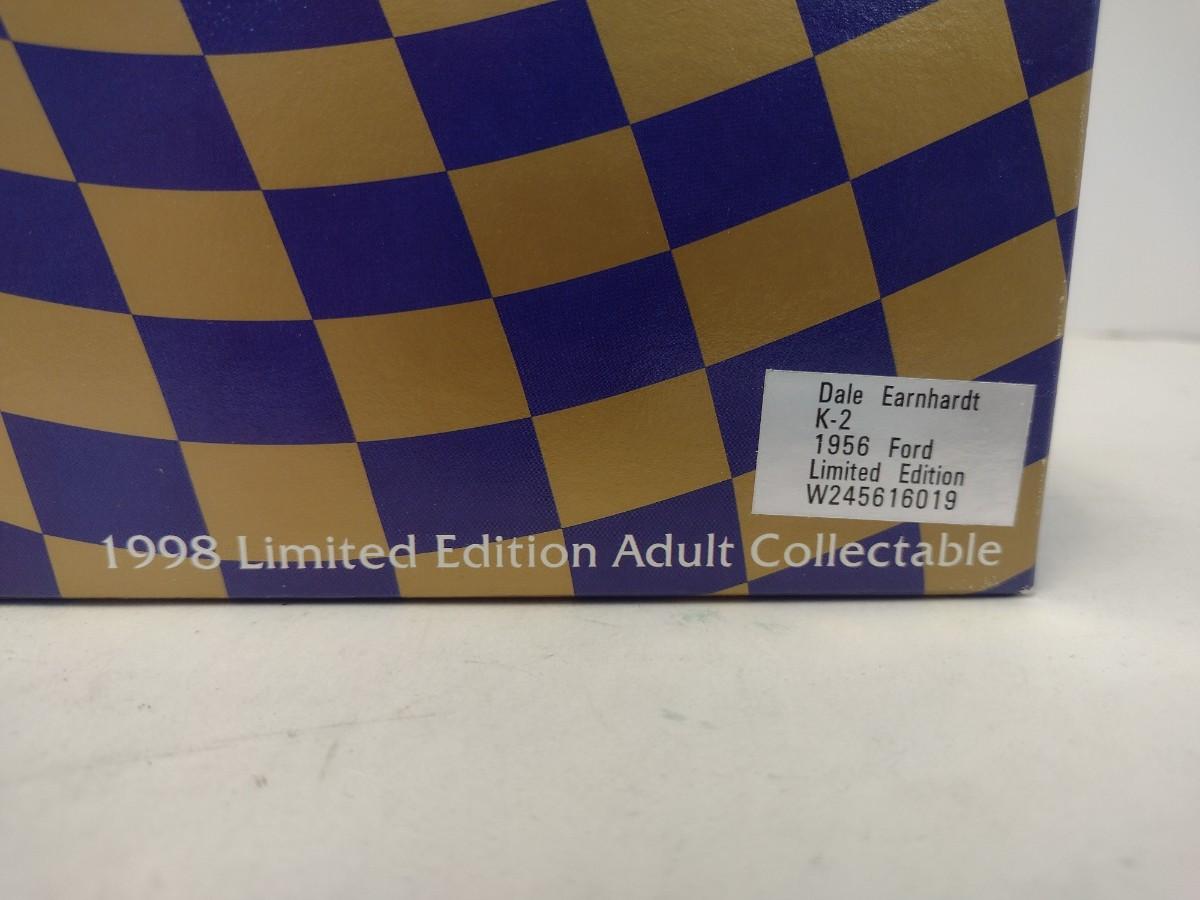 Dale Earnhardt
K-2
1956 Ford
Limited Edition
W245616019
1998 Limited Edition Adult Collectable